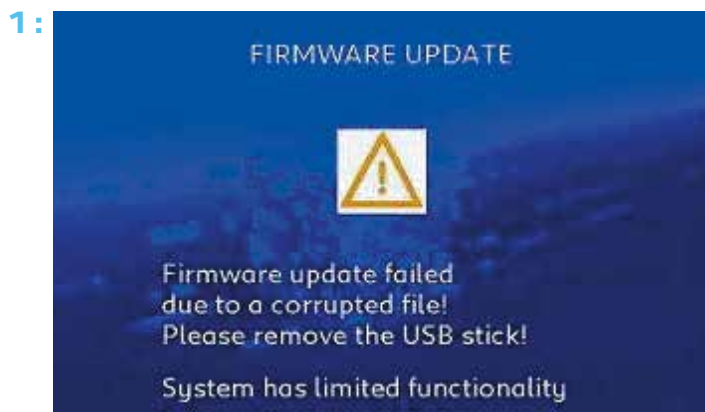 1:
FIRMWARE UPDATE
Firmware update failed
due to a corrupted file!
Please remove the USB stick!
System has limited functionality